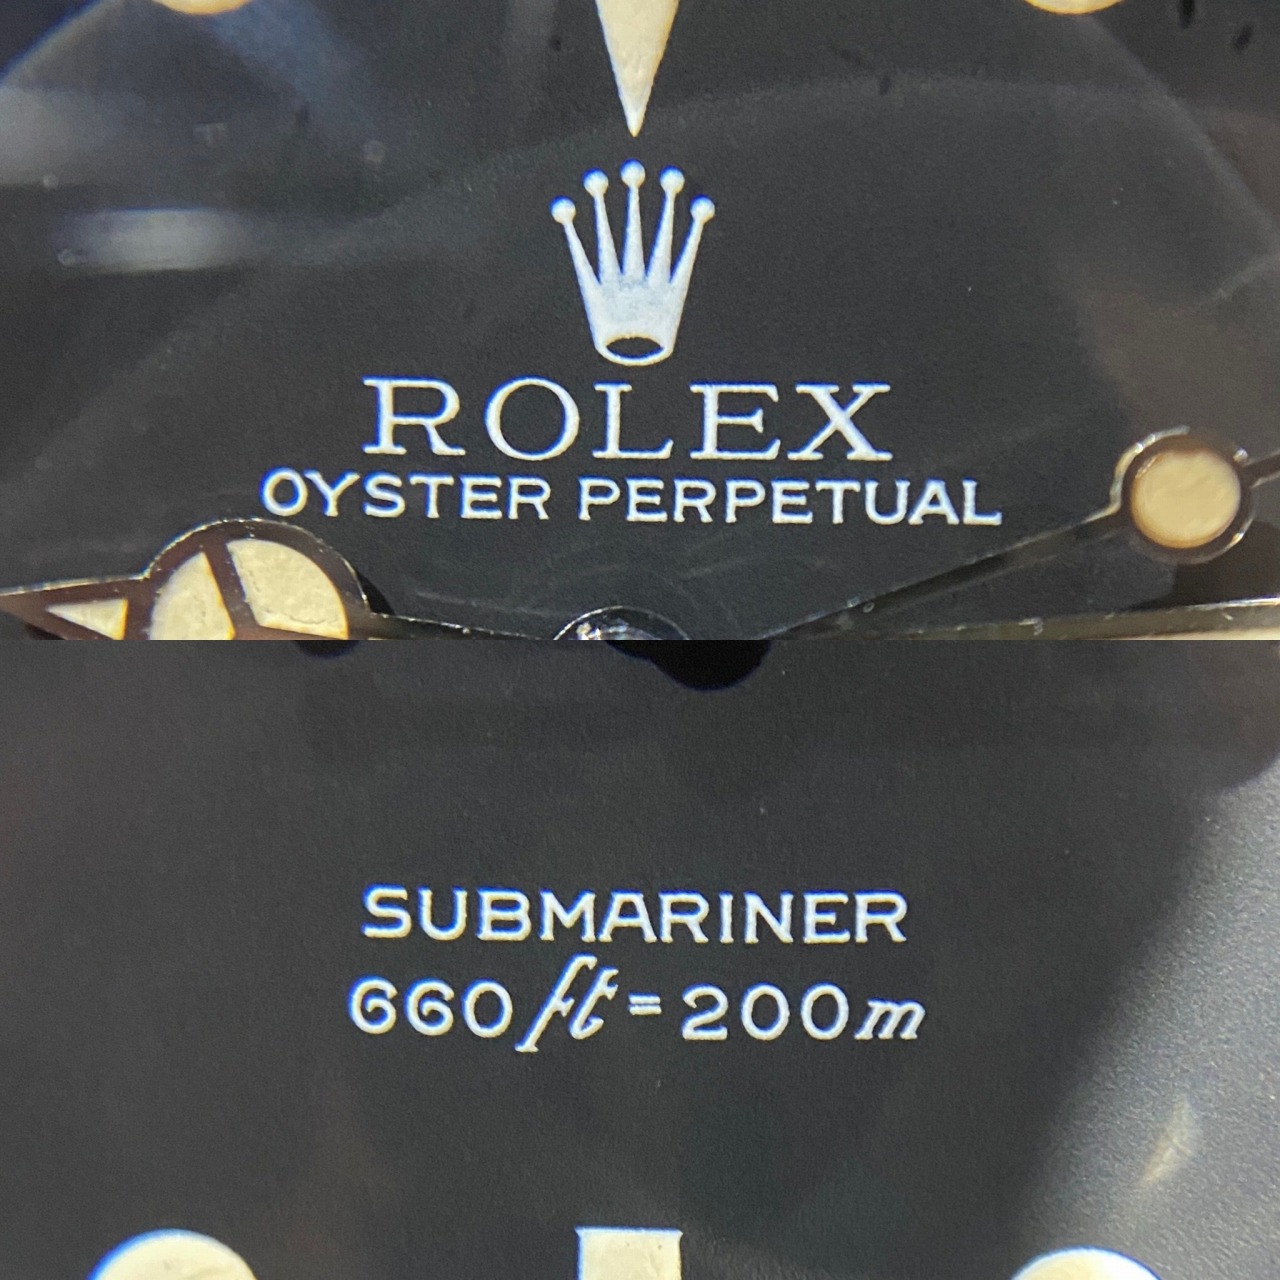 ROLEX
OYSTER PERPETUAL
SUBMARINER
660ft=200m